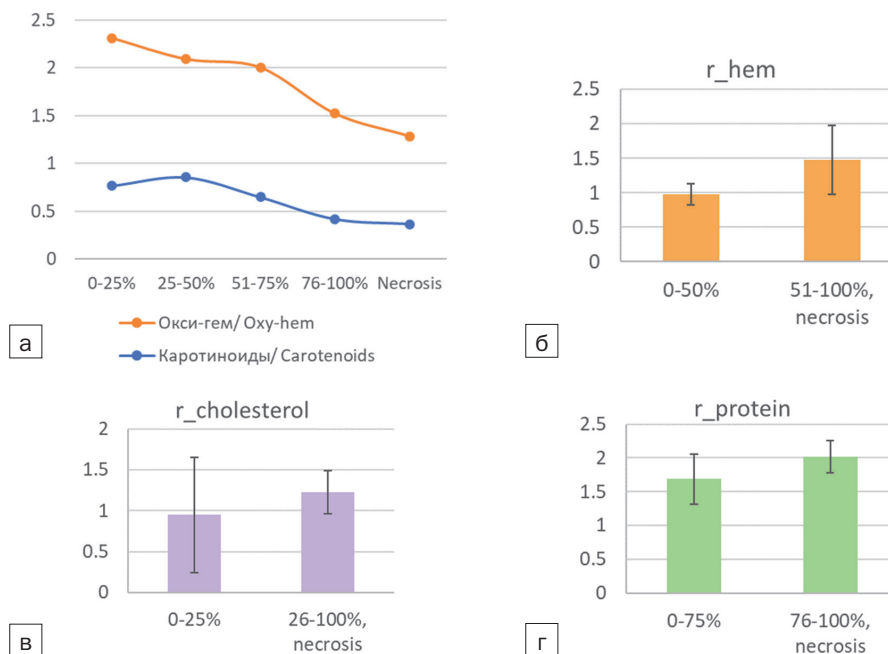 2.5
2
1.5
1
0.5
0
0-25%
25-50%
51-75%
76-100%
Necrosis
Окси-гем/ Oxy-hem
Каротиноиды/ Carotenoids
а
r_hem
2.5
2
1.5
1
0.5
0
0-50%
51-100%,
necrosis
б
r_cholesterol
2
1.5
1
0.5
0
0-25%
26-100%,
necrosis
в
r_protein
2.5
2
1.5
1
0.5
0
0-75%
76-100%,
necrosis
г